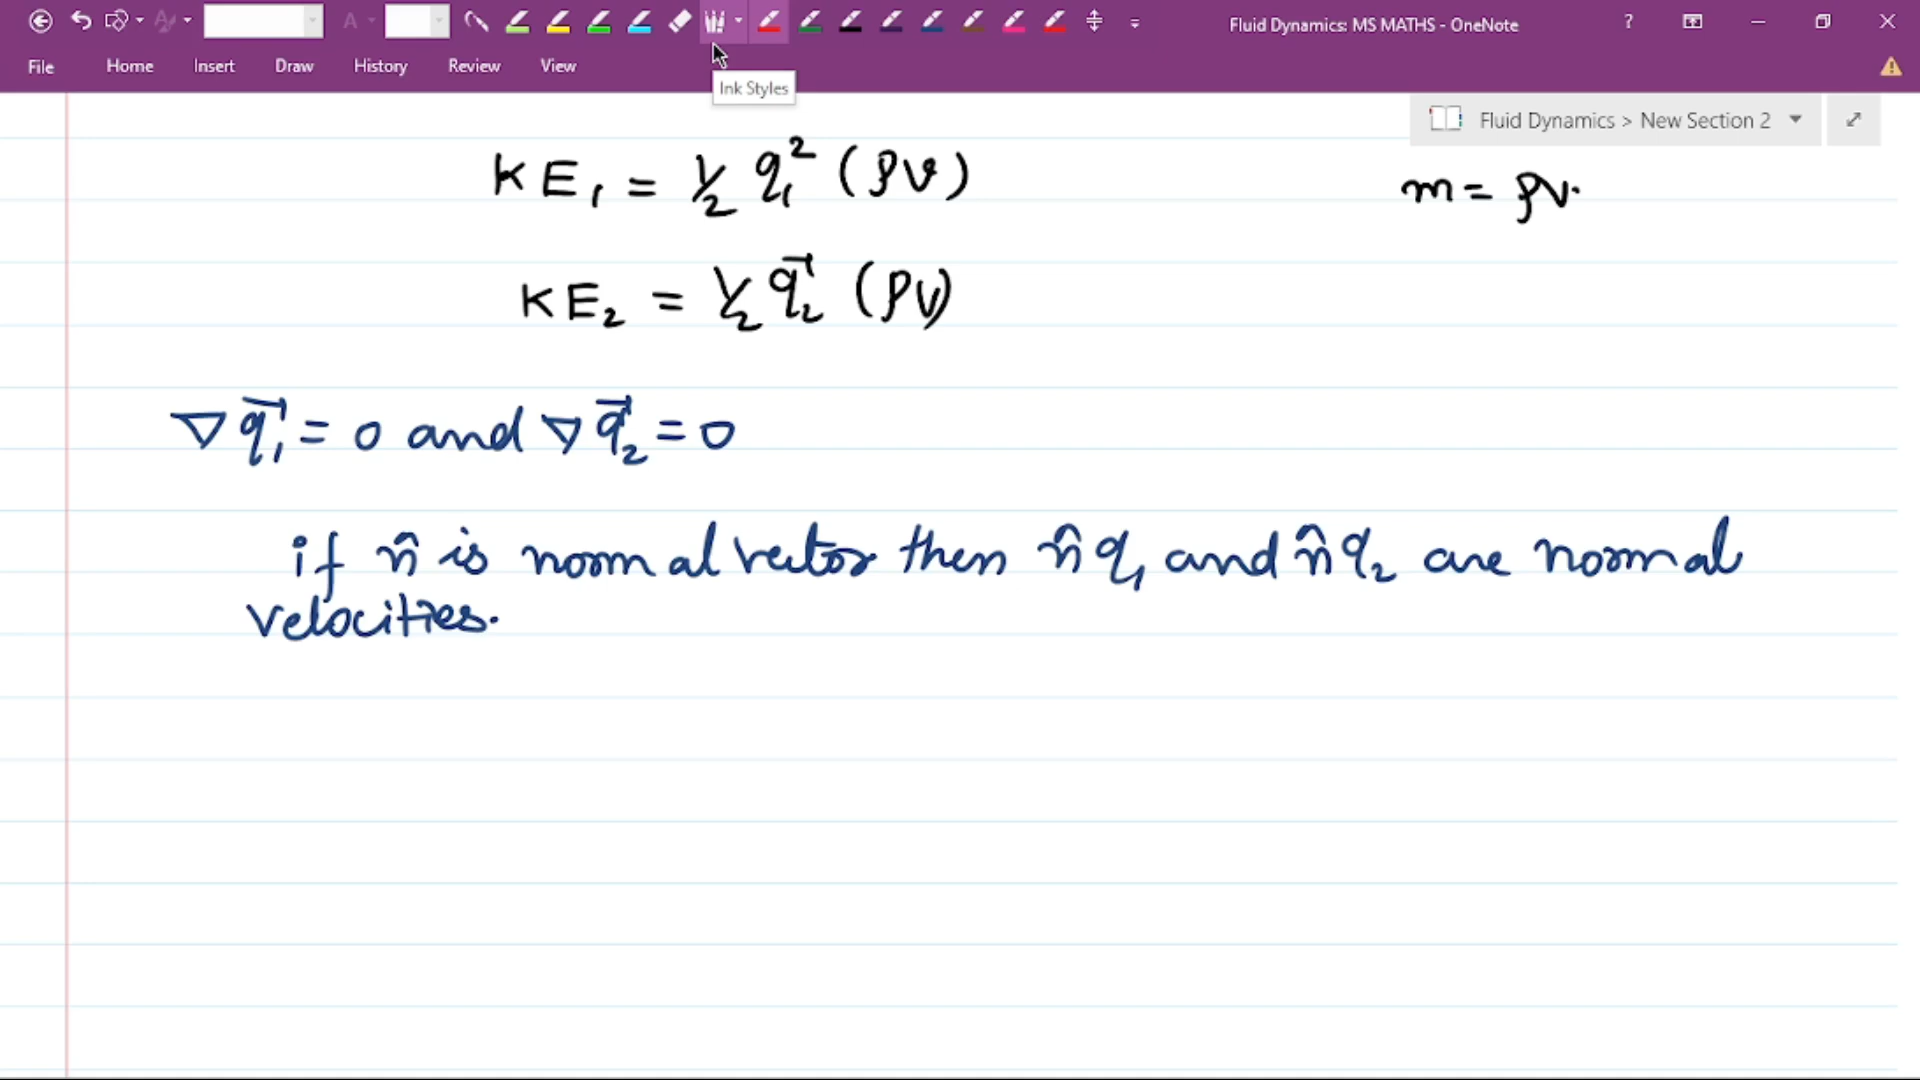 Fluid Dynamics: MS MATHS - OneNote
File Home Insert Draw History Review View
Ink Styles
Fluid Dynamics > New Section 2
KE₁ = ½ q₁² (ρV)
m = ρV.
KE₂ = ½ q⃗₂ (ρV)
∇ q⃗₁ = 0 and ∇ q⃗₂ = 0
if n̂ is normal vector then n̂ q₁ and n̂ q₂ are normal
velocities.